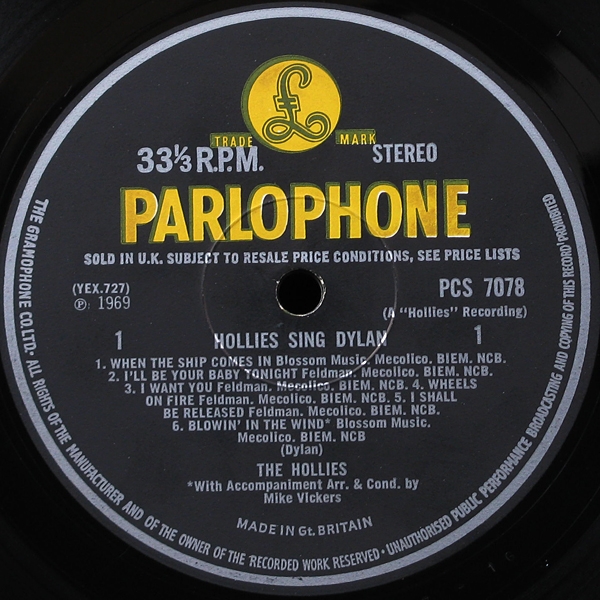 £
TRADE MARK
33⅓ R.P.M. STEREO
PARLOPHONE
SOLD IN U.K. SUBJECT TO RESALE PRICE CONDITIONS, SEE PRICE LISTS
(YEX.727) PCS 7078
Ⓟ 1969 (A "Hollies" Recording)
1 HOLLIES SING DYLAN 1
1. WHEN THE SHIP COMES IN Blossom Music. Mecolico. BIEM. NCB.
2. I'LL BE YOUR BABY TONIGHT Feldman. Mecolico. BIEM. NCB.
3. I WANT YOU Feldman. Mecolico. BIEM. NCB. 4. WHEELS
ON FIRE Feldman. Mecolico. BIEM. NCB. 5. I SHALL
BE RELEASED Feldman. Mecolico. BIEM. NCB.
6. BLOWIN' IN THE WIND* Blossom Music.
Mecolico. BIEM. NCB
(Dylan)
THE HOLLIES
*With Accompaniment Arr. & Cond. by
Mike Vickers
MADE IN Gt. BRITAIN
THE GRAMOPHONE CO. LTD. · ALL RIGHTS OF THE MANUFACTURER AND OF THE OWNER OF THE RECORDED WORK RESERVED · UNAUTHORISED PUBLIC PERFORMANCE BROADCASTING AND COPYING OF THIS RECORD PROHIBITED